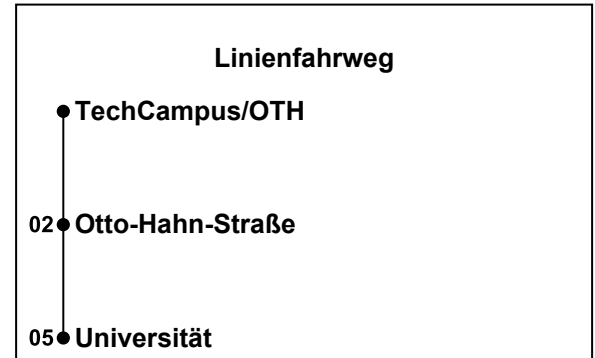 Linienfahrweg
TechCampus/OTH
02 Otto-Hahn-Straße
05 Universität